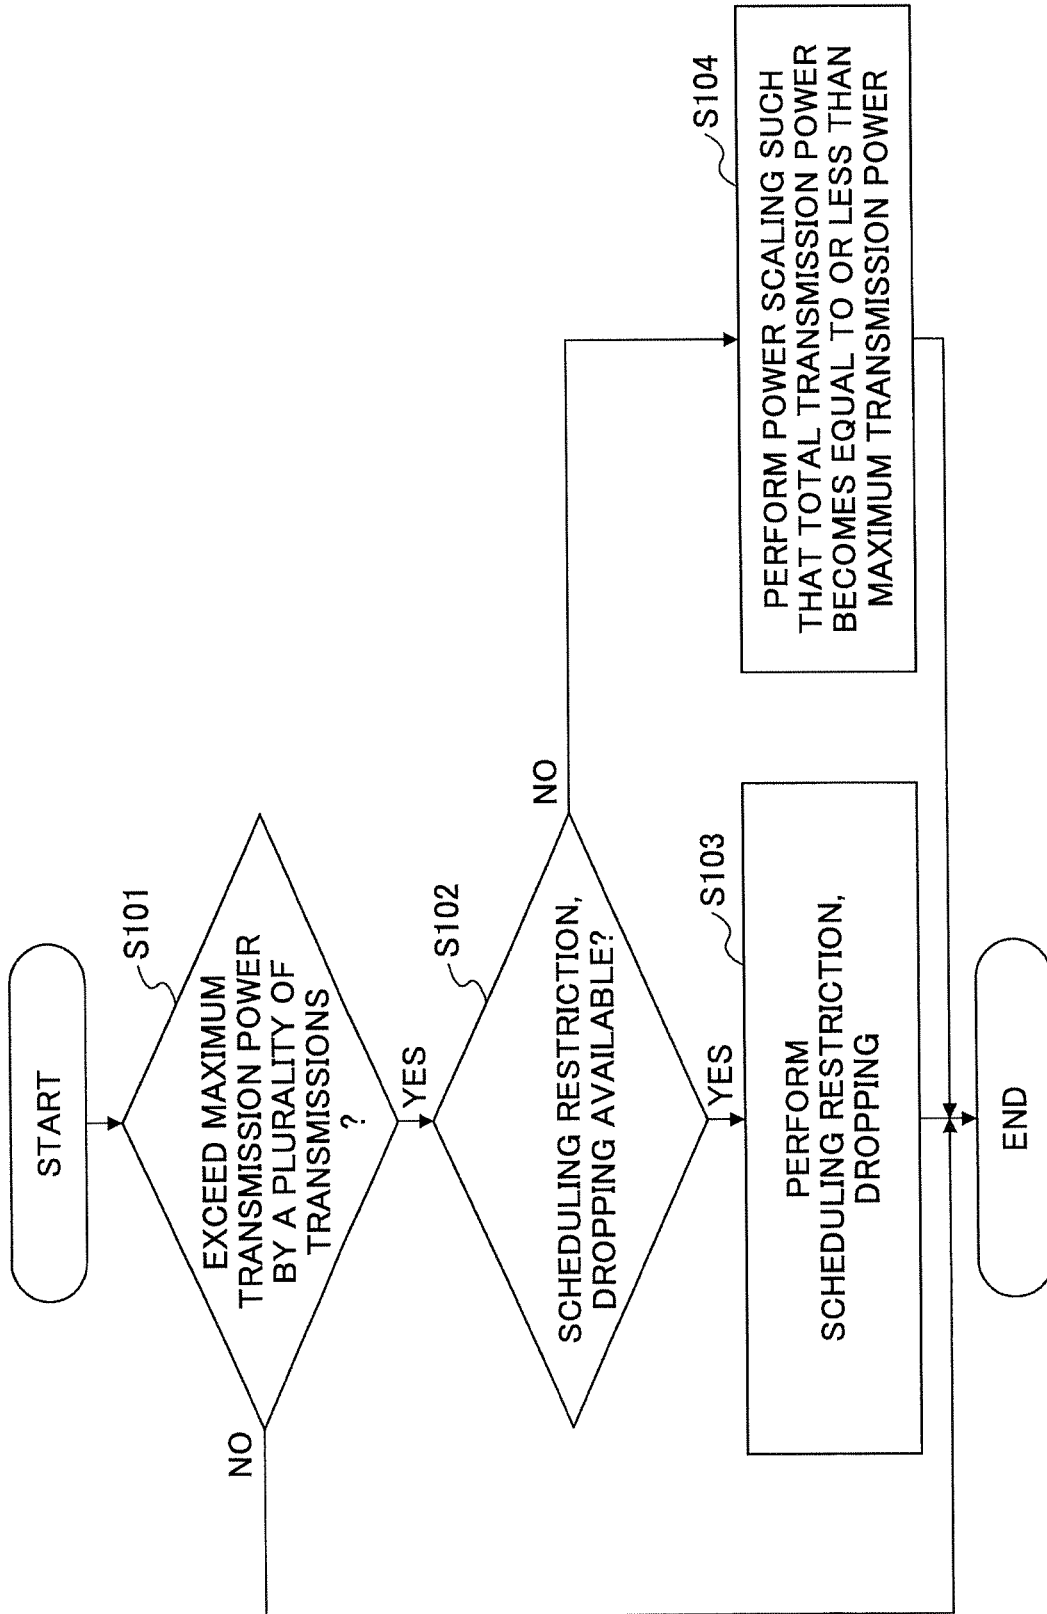 START
S101
EXCEED MAXIMUM
TRANSMISSION POWER
BY A PLURALITY OF
TRANSMISSIONS
?
NO
YES
S102
SCHEDULING RESTRICTION,
DROPPING AVAILABLE?
NO
YES
S103
PERFORM
SCHEDULING RESTRICTION,
DROPPING
S104
PERFORM POWER SCALING SUCH
THAT TOTAL TRANSMISSION POWER
BECOMES EQUAL TO OR LESS THAN
MAXIMUM TRANSMISSION POWER
END